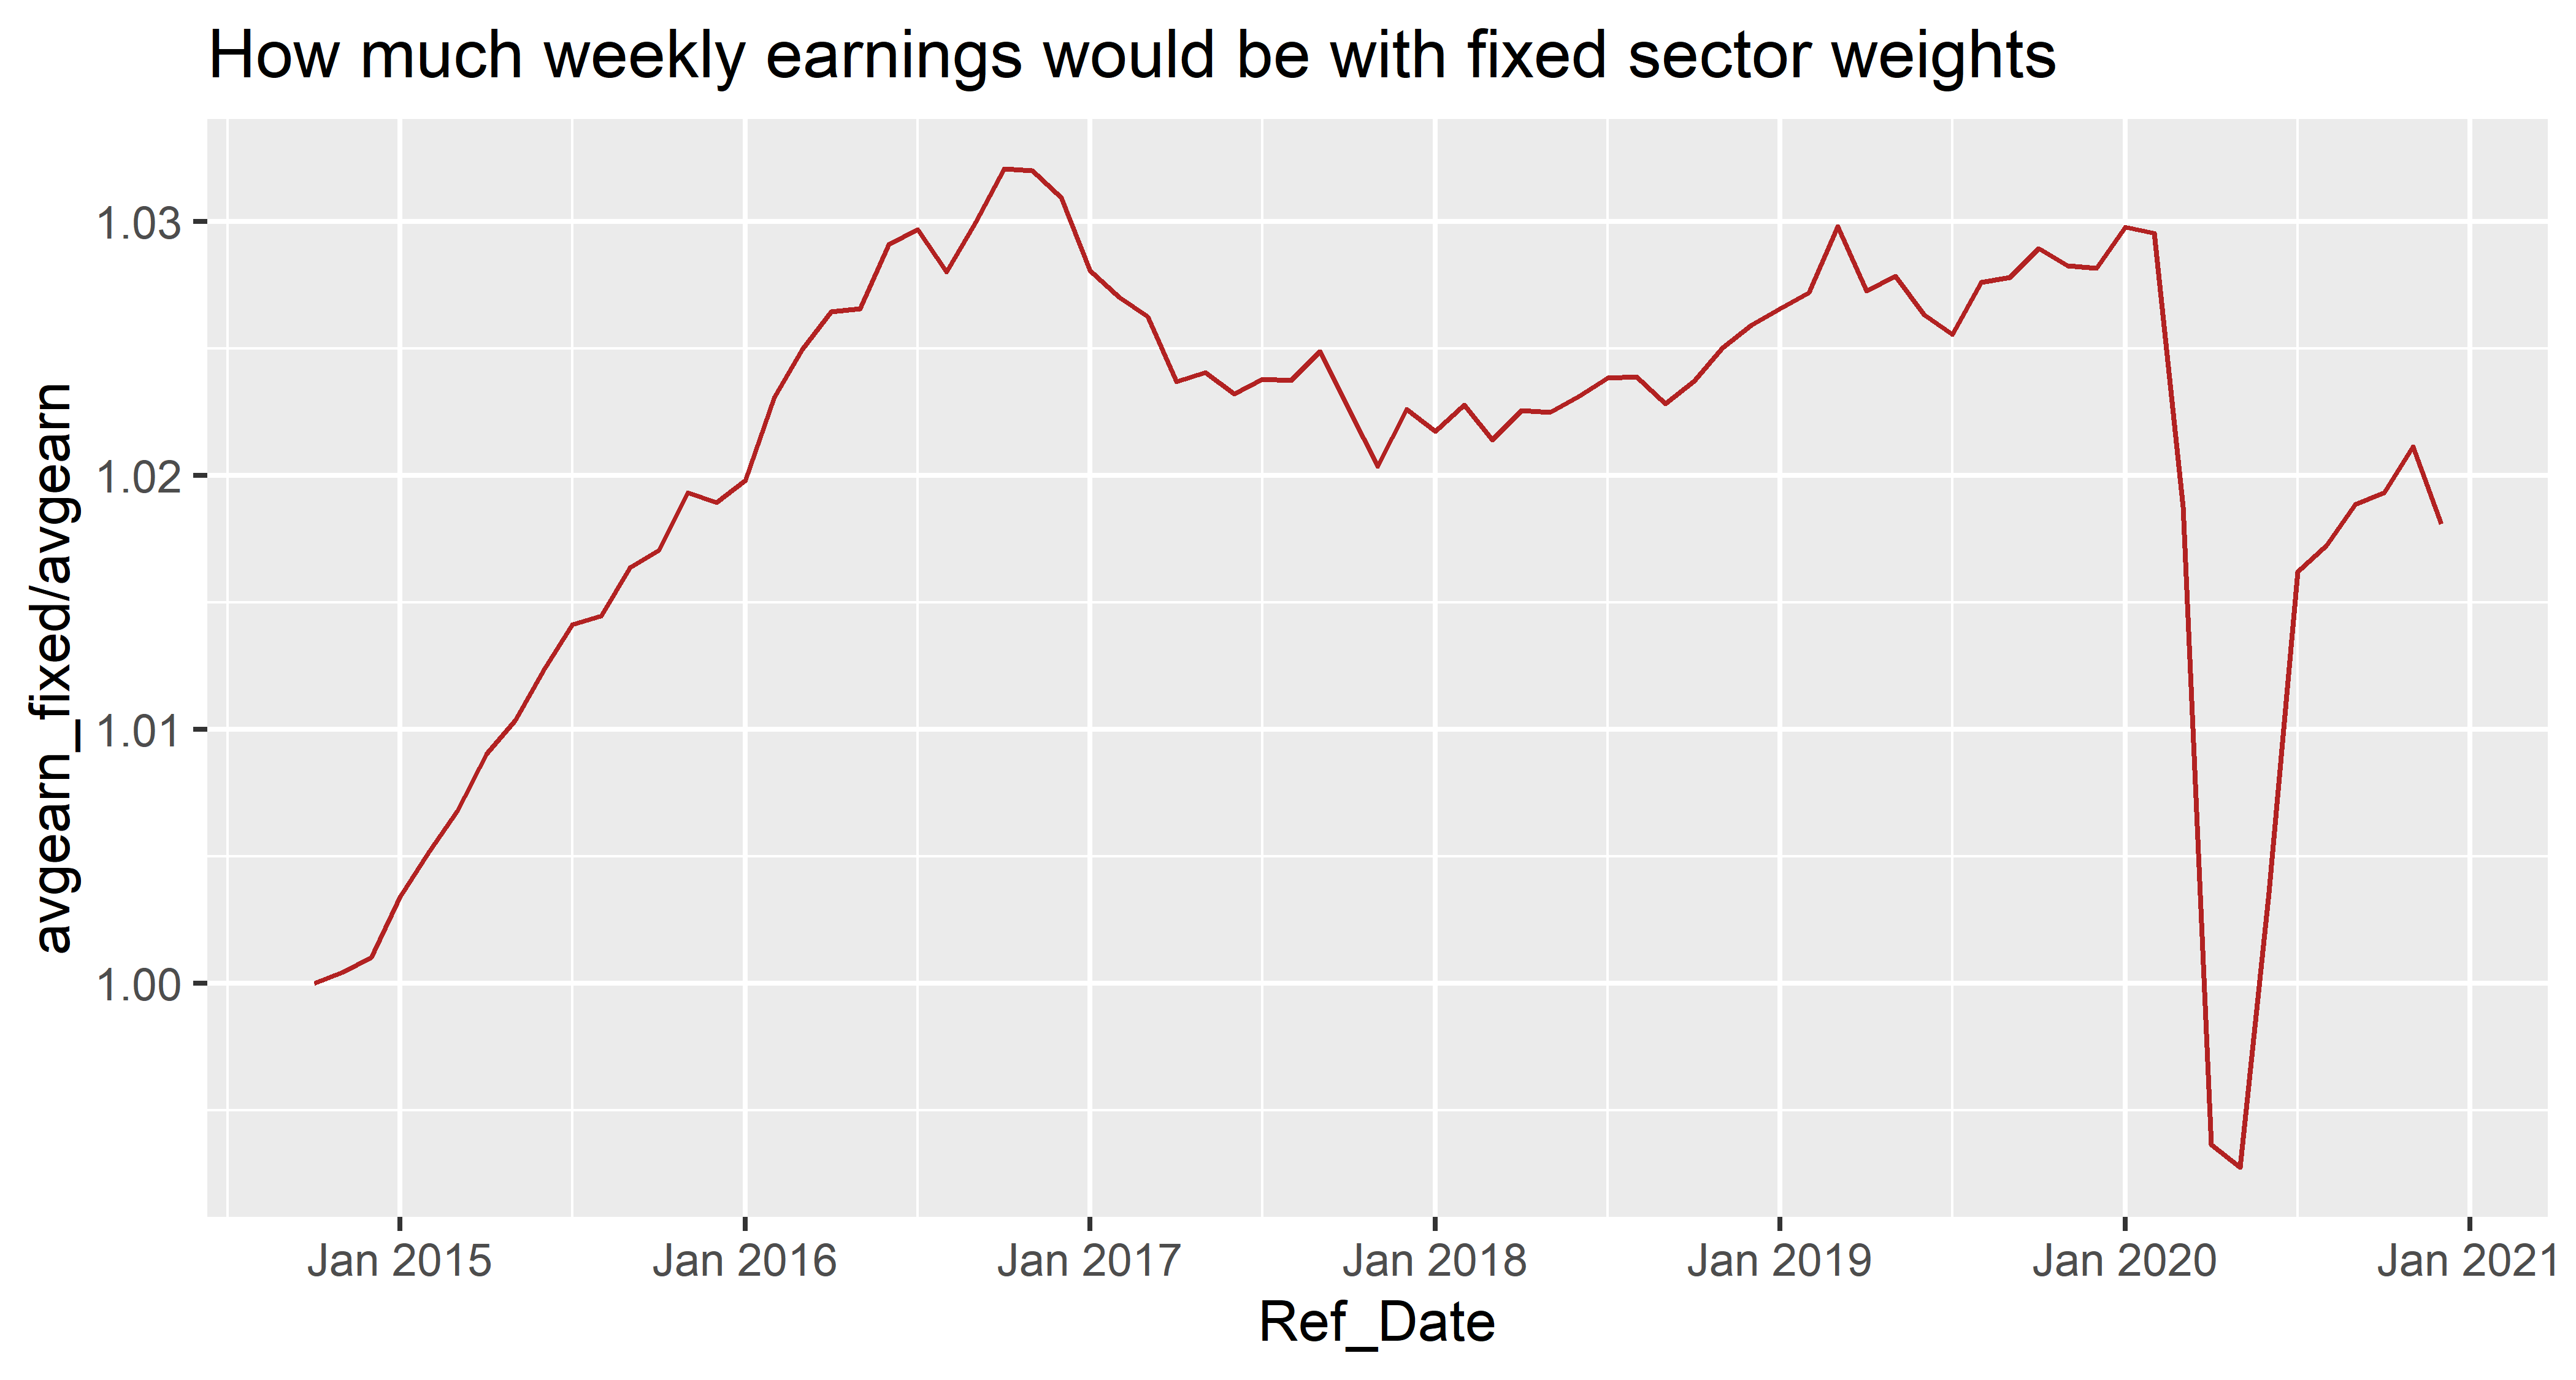 How much weekly earnings would be with fixed sector weights
avgearn_fixed/avgearn
1.03
1.02
1.01
1.00
Jan 2015
Jan 2016
Jan 2017
Jan 2018
Jan 2019
Jan 2020
Jan 2021
Ref_Date